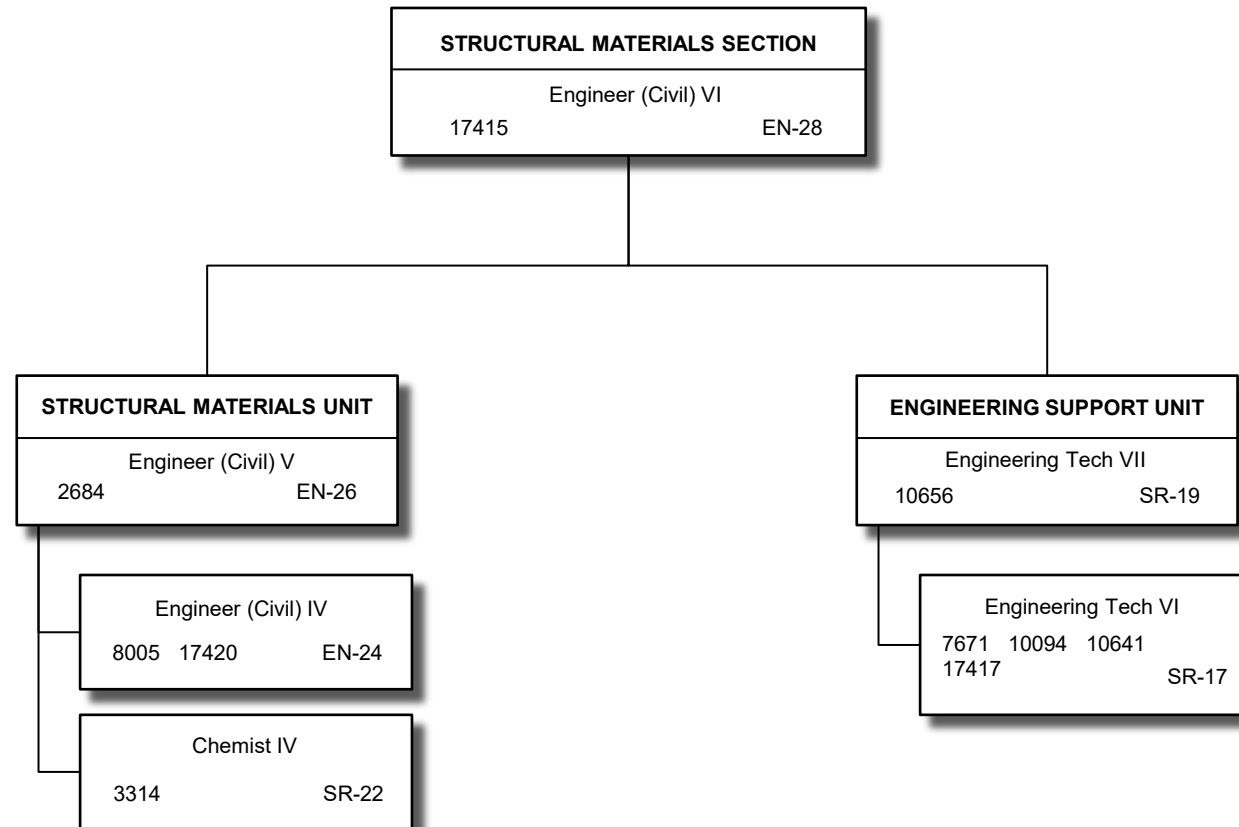 STRUCTURAL MATERIALS SECTION
Engineer (Civil) VI
17415 EN-28
STRUCTURAL MATERIALS UNIT
Engineer (Civil) V
2684 EN-26
Engineer (Civil) IV
8005 17420 EN-24
Chemist IV
3314 SR-22
ENGINEERING SUPPORT UNIT
Engineering Tech VII
10656 SR-19
Engineering Tech VI
7671 10094 10641
17417 SR-17